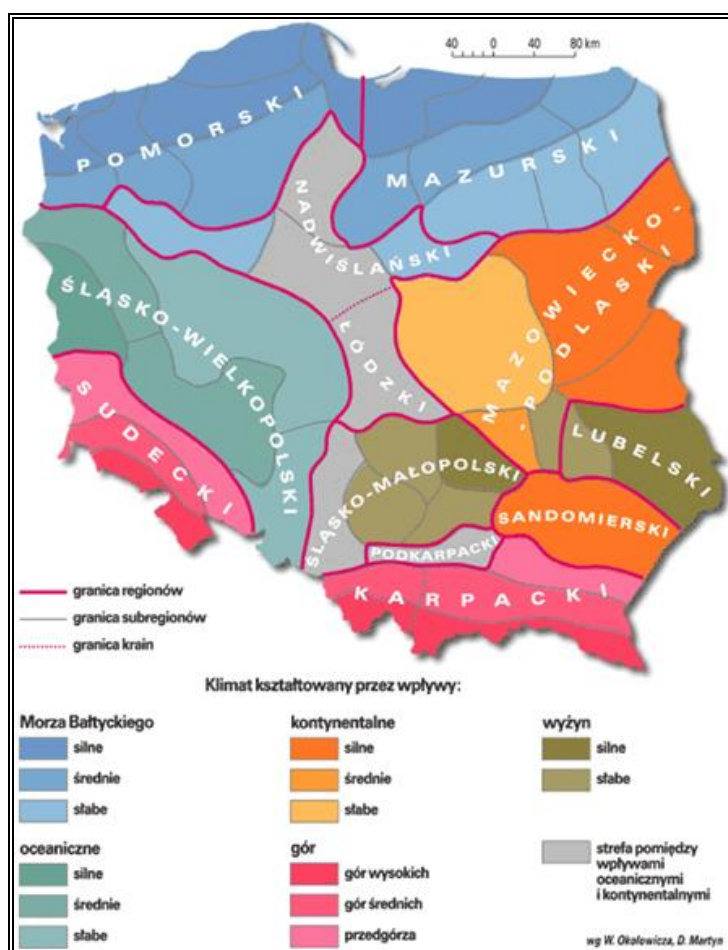 40 0 40 80 km
POMORSKI
MAZURSKI
NADWIŚLAŃSKI
MAZOWIECKO-
-PODLASKI
ŚLĄSKO-WIELKOPOLSKI
ŁÓDZKI
SUDECKI
LUBELSKI
ŚLĄSKO-MAŁOPOLSKI
SANDOMIERSKI
PODKARPACKI
KARPACKI
granica regionów
granica subregionów
granica krain
Klimat kształtowany przez wpływy:
Morza Bałtyckiego
silne
średnie
słabe
kontynentalne
silne
średnie
słabe
wyżyn
silne
słabe
oceaniczne
silne
średnie
słabe
gór
gór wysokich
gór średnich
przedgórza
strefa pomiędzy
wpływami
oceanicznymi
i kontynentalnymi
wg W. Okołowicza, D. Martyn